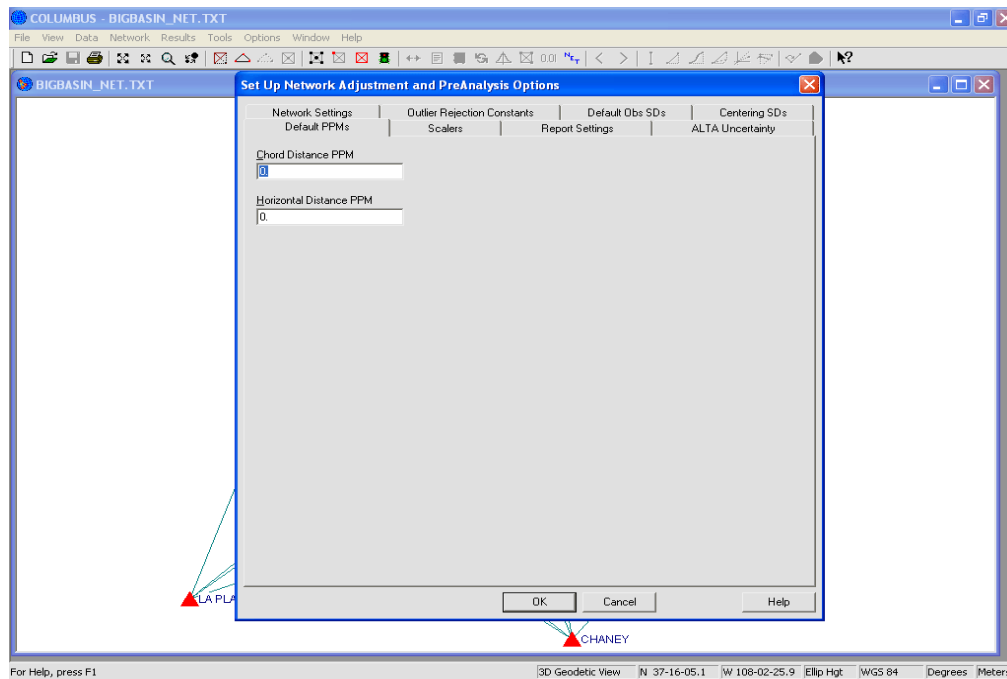 COLUMBUS - BIGBASIN_NET.TXT
File View Data Network Results Tools Options Window Help
BIGBASIN_NET.TXT
Set Up Network Adjustment and PreAnalysis Options
Network Settings Outlier Rejection Constants Default Obs SDs Centering SDs
Default PPMs Scalers Report Settings ALTA Uncertainty
Chord Distance PPM
0.
Horizontal Distance PPM
0.
OK Cancel Help
LA PLA
CHANEY
For Help, press F1 3D Geodetic View N 37-16-05.1 W 108-02-25.9 Ellip Hgt WGS 84 Degrees Meter